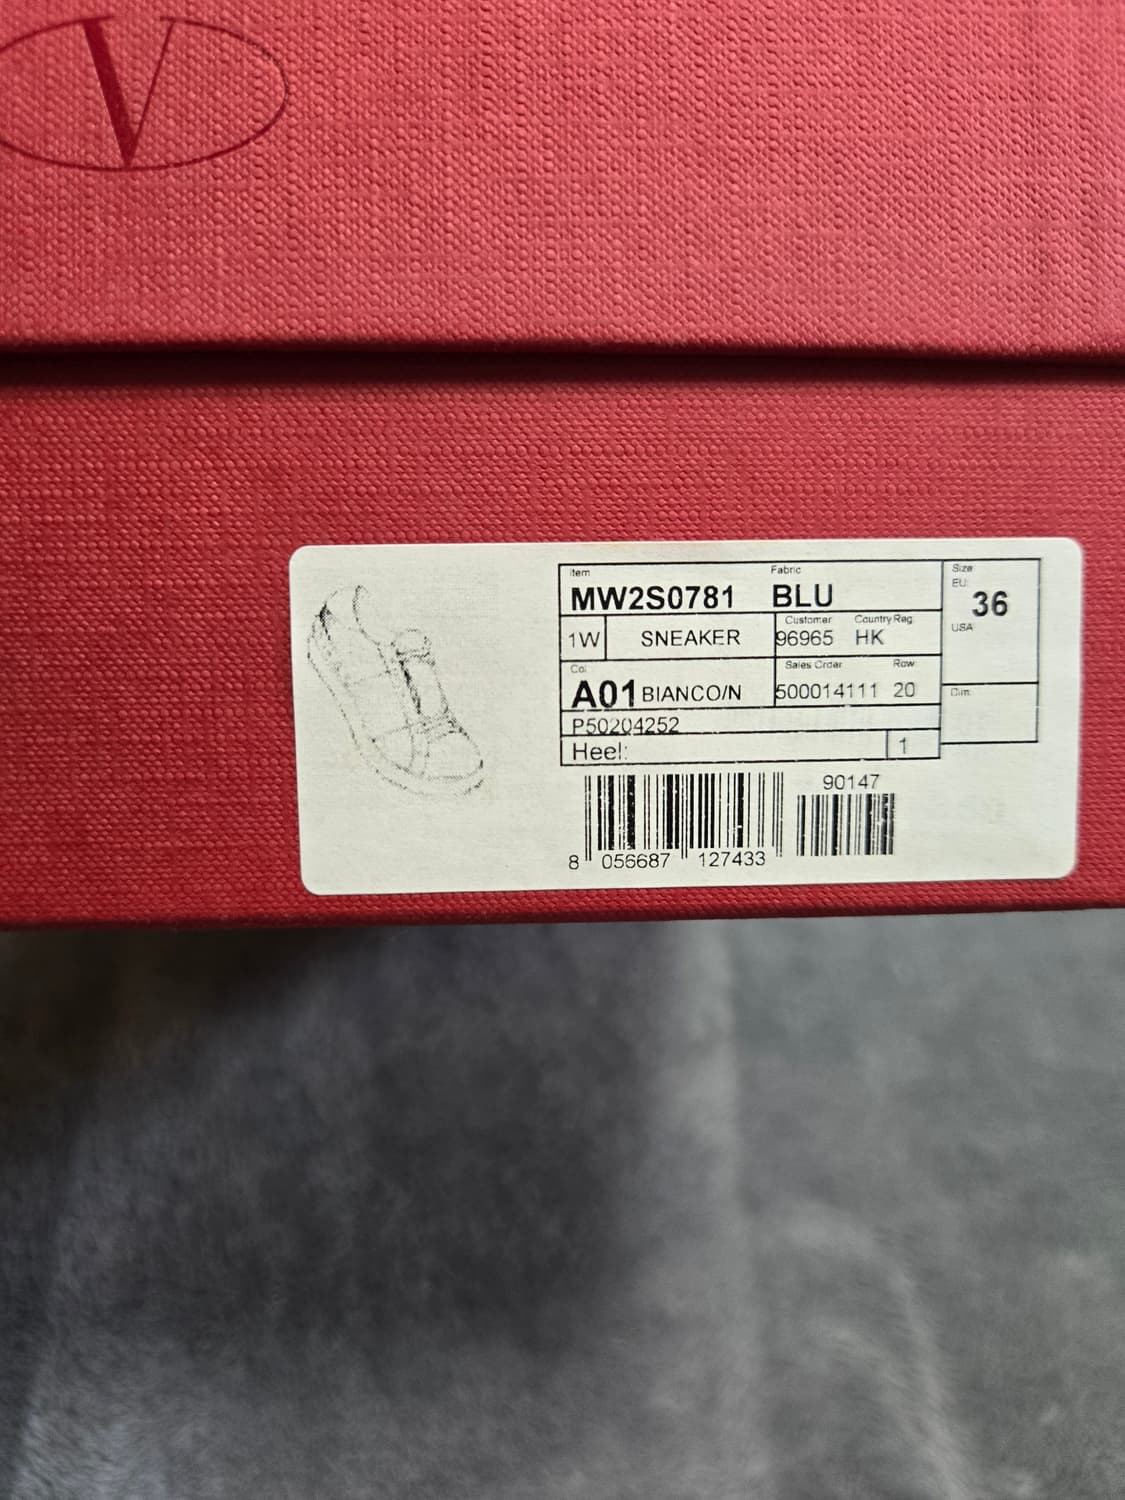 V
Item Fabric Size
MW2S0781 BLU EU: 36
1W SNEAKER Customer 96965 Country Reg. HK USA
Col A01 BIANCO/N Sales Order 500014111 Row 20 Dim.
P50204252
Heel: 1
90147
8 056687 127433